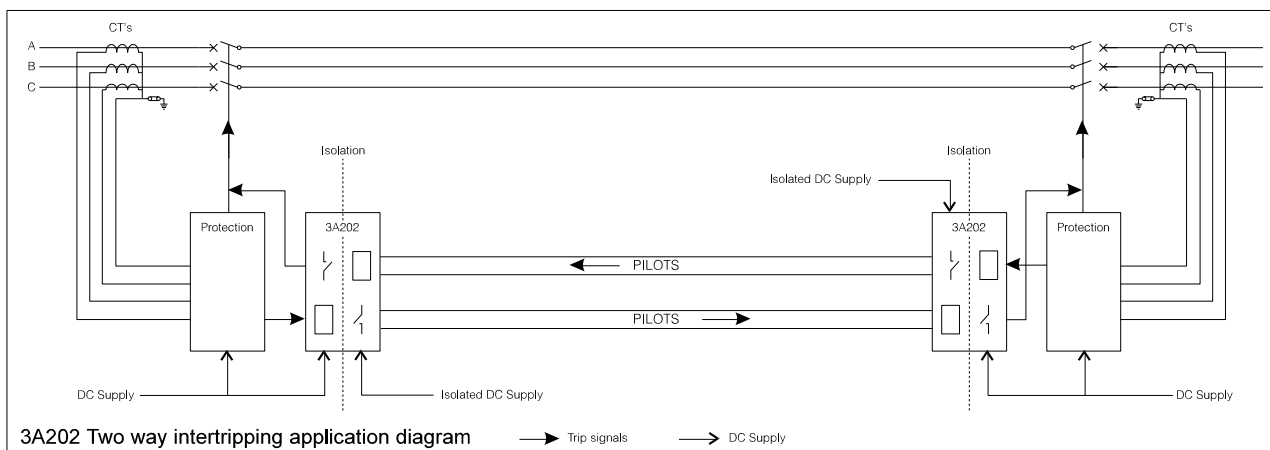 CT's
CT's
A
B
C
Isolation
Isolation
Isolated DC Supply
Protection
3A202
3A202
Protection
PILOTS
PILOTS
DC Supply
Isolated DC Supply
DC Supply
3A202 Two way intertripping application diagram
Trip signals
DC Supply